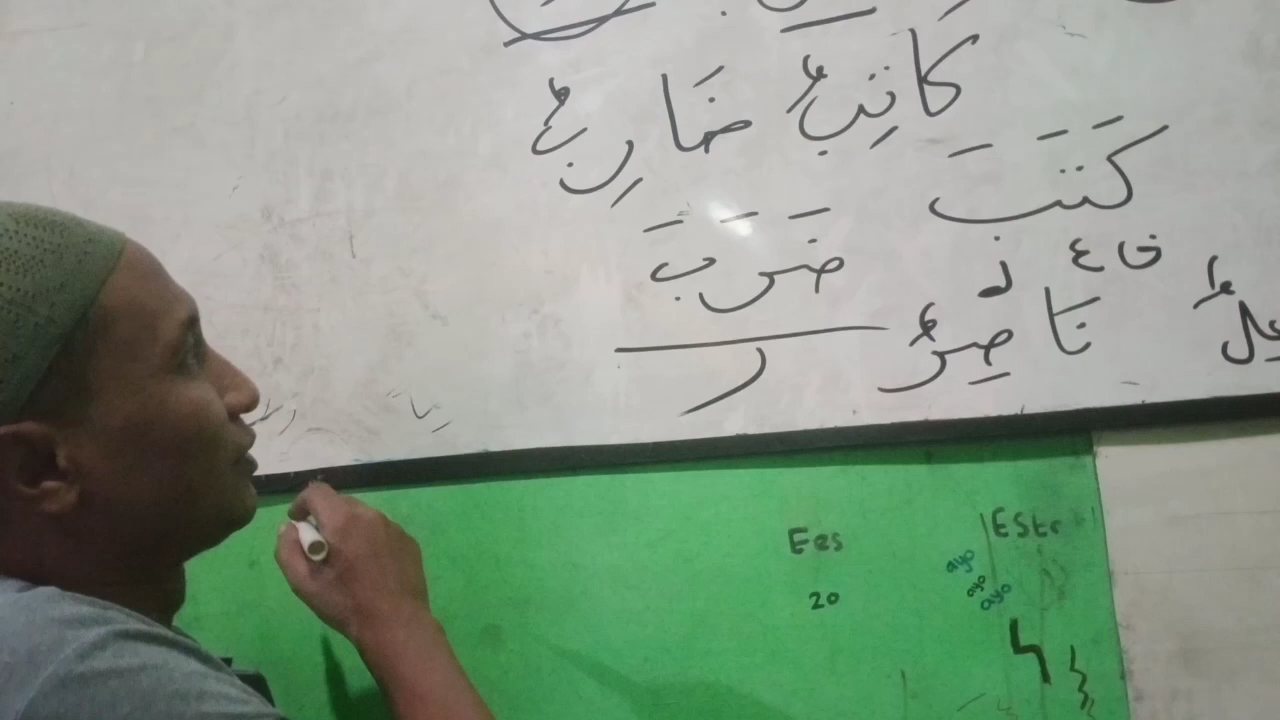 كَاتِبٌ ضَارِبٌ
كَتَبَ
ضَرَبَ
ف ع ل
نَاصِرٌ
ر
Ees
20
ayo
ayo
ayo